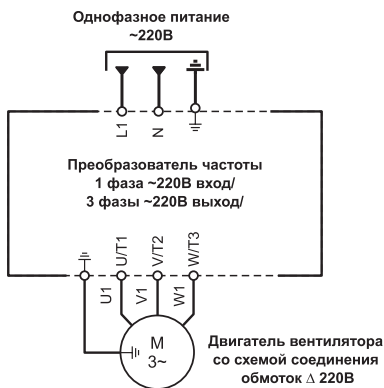 Однофазное питание
~220В
L1
N
Преобразователь частоты
1 фаза ~220В вход/
3 фазы ~220В выход/
U/T1
V/T2
W/T3
U1
V1
W1
M
3~
Двигатель вентилятора
со схемой соединения
обмоток Δ 220В